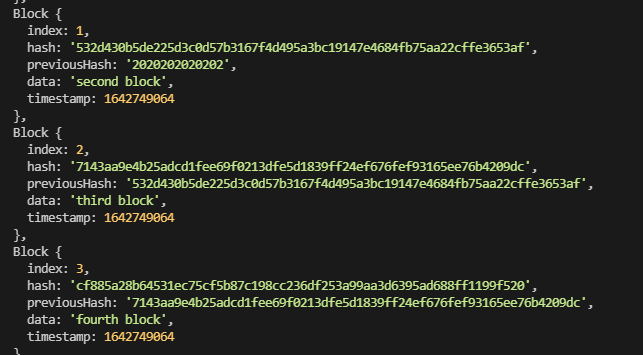 },
Block {
index: 1,
hash: '532d430b5de225d3c0d57b3167f4d495a3bc19147e4684fb75aa22cffe3653af',
previousHash: '2020202020202',
data: 'second block',
timestamp: 1642749064
},
Block {
index: 2,
hash: '7143aa9e4b25adcd1fee69f0213dfe5d1839ff24ef676fef93165ee76b4209dc',
previousHash: '532d430b5de225d3c0d57b3167f4d495a3bc19147e4684fb75aa22cffe3653af',
data: 'third block',
timestamp: 1642749064
},
Block {
index: 3,
hash: 'cf885a28b64531ec75cf5b87c198cc236df253a99aa3d6395ad688ff1199f520',
previousHash: '7143aa9e4b25adcd1fee69f0213dfe5d1839ff24ef676fef93165ee76b4209dc',
data: 'fourth block',
timestamp: 1642749064
}